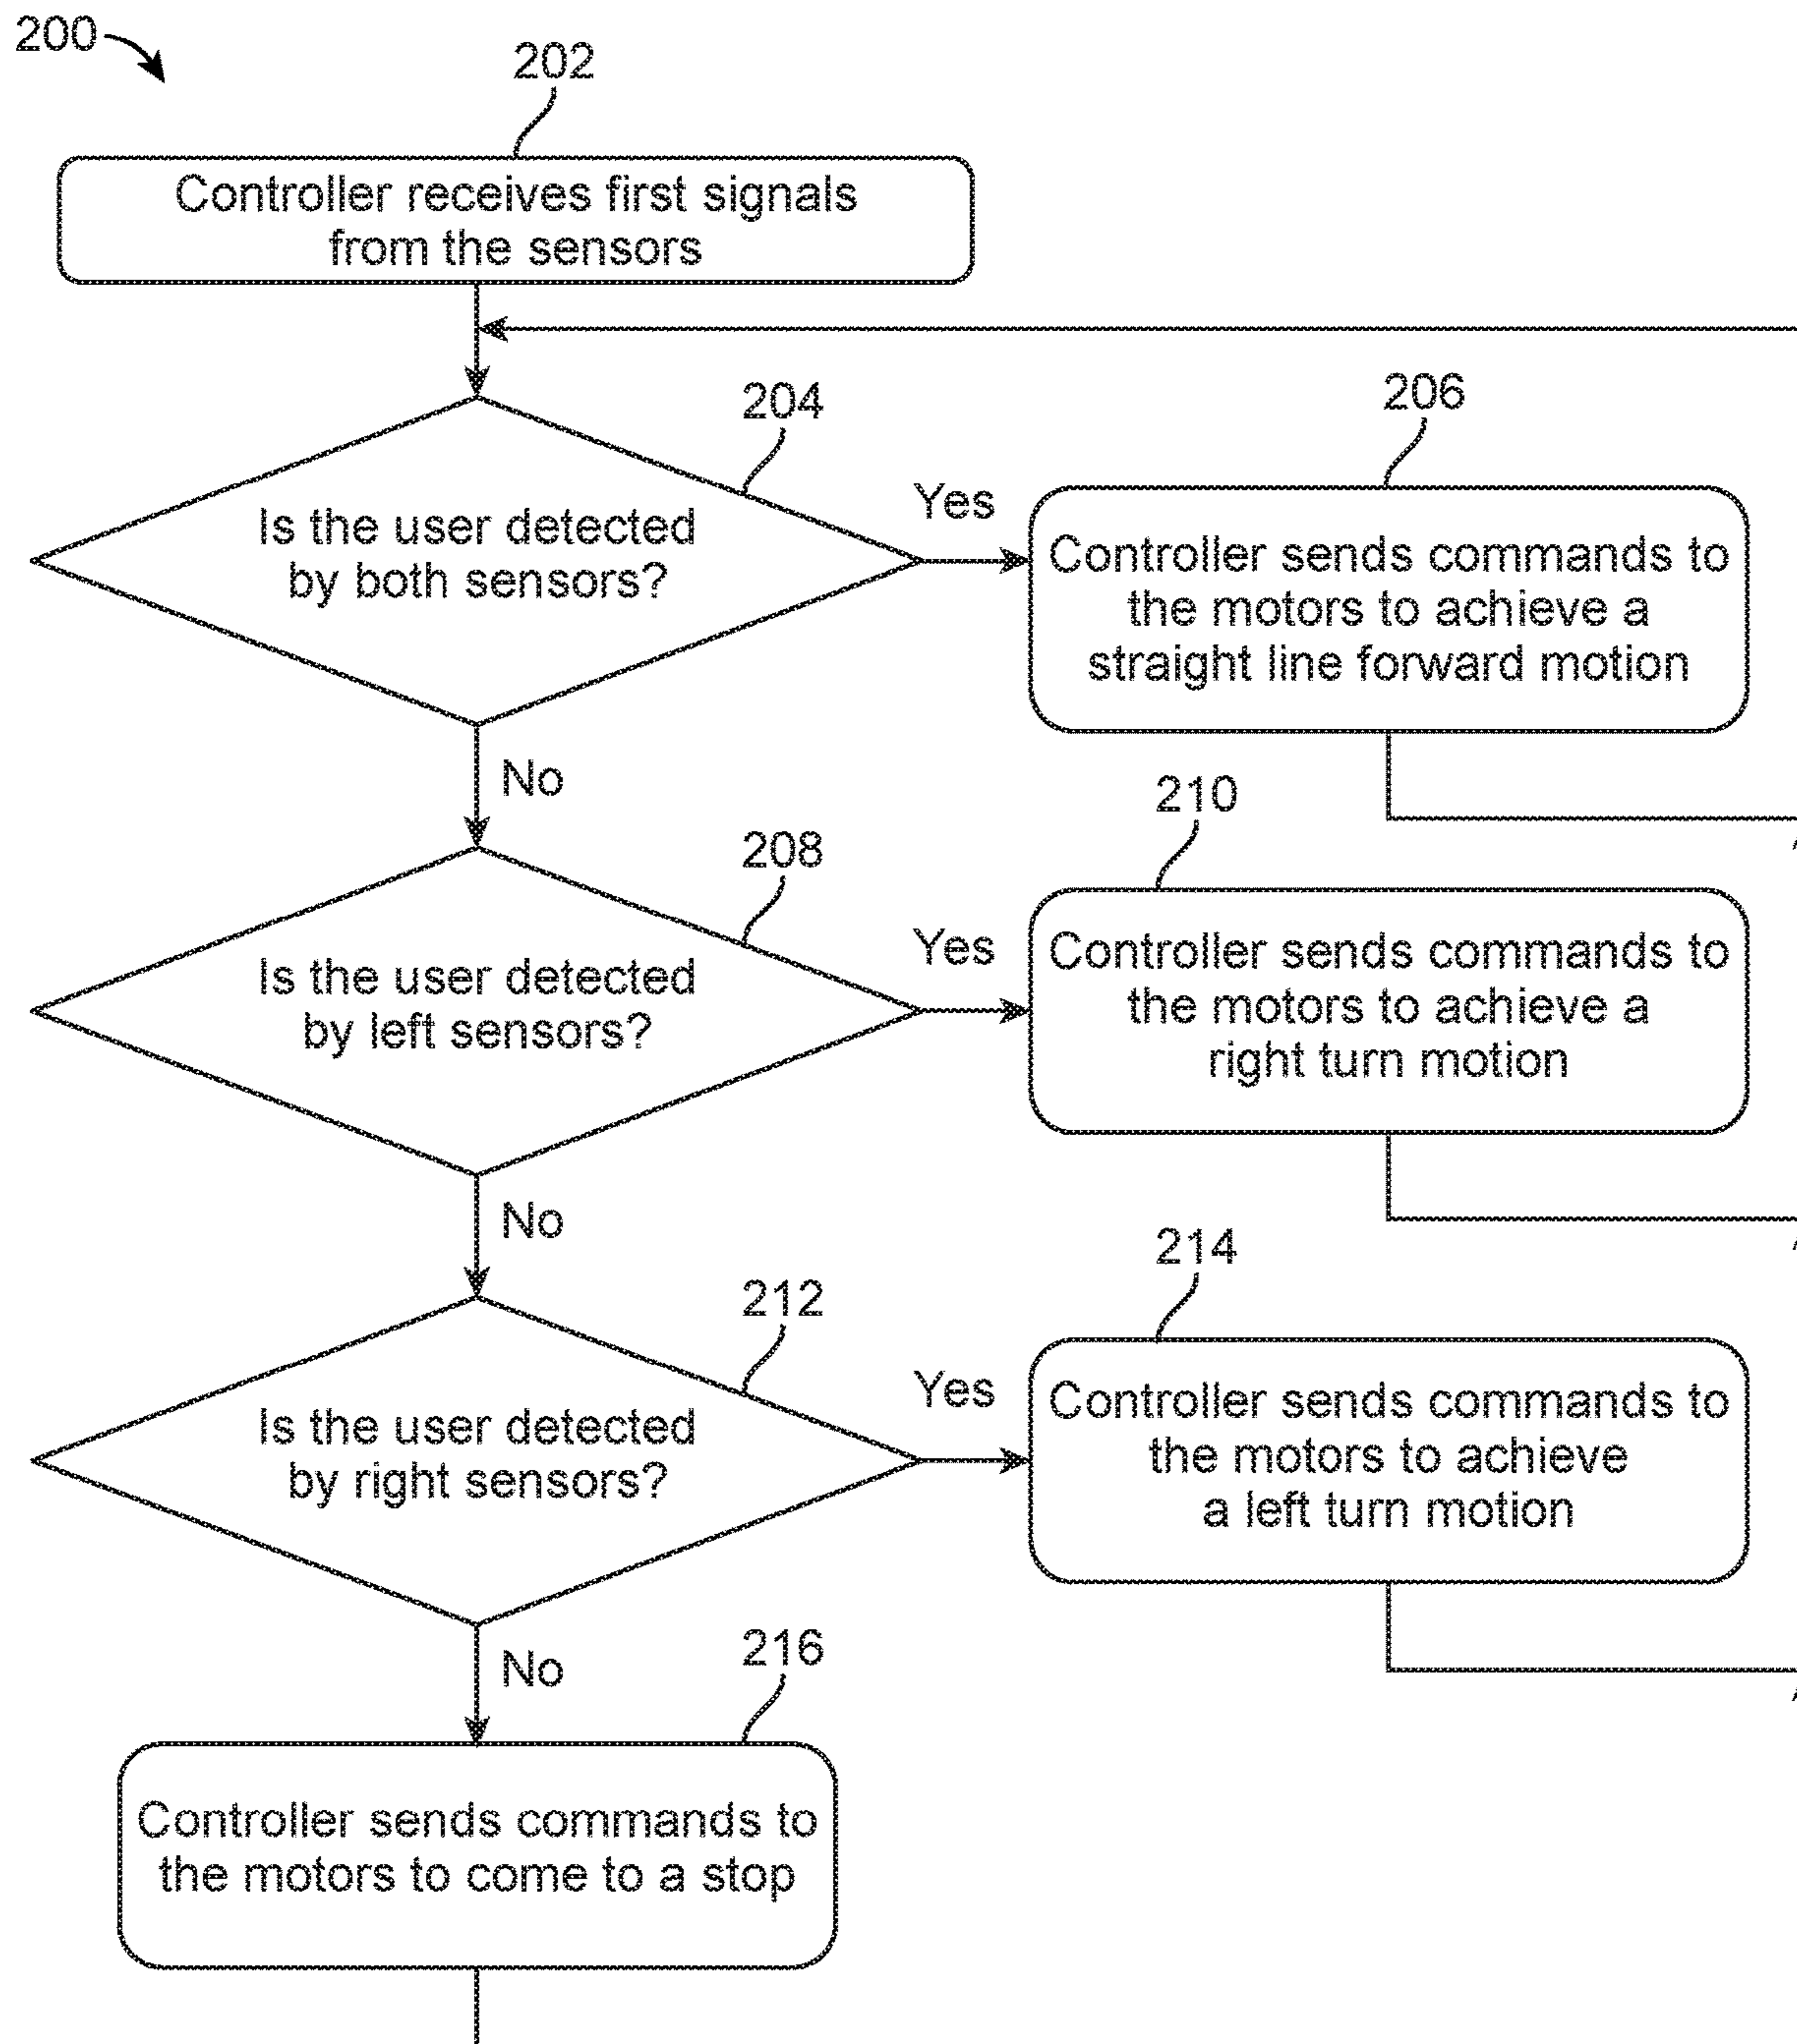 200
202
Controller receives first signals
from the sensors
204
206
Is the user detected
by both sensors?
Yes
Controller sends commands to
the motors to achieve a
straight line forward motion
No
208
210
Is the user detected
by left sensors?
Yes
Controller sends commands to
the motors to achieve a
right turn motion
No
212
214
Is the user detected
by right sensors?
Yes
Controller sends commands to
the motors to achieve
a left turn motion
No
216
Controller sends commands to
the motors to come to a stop